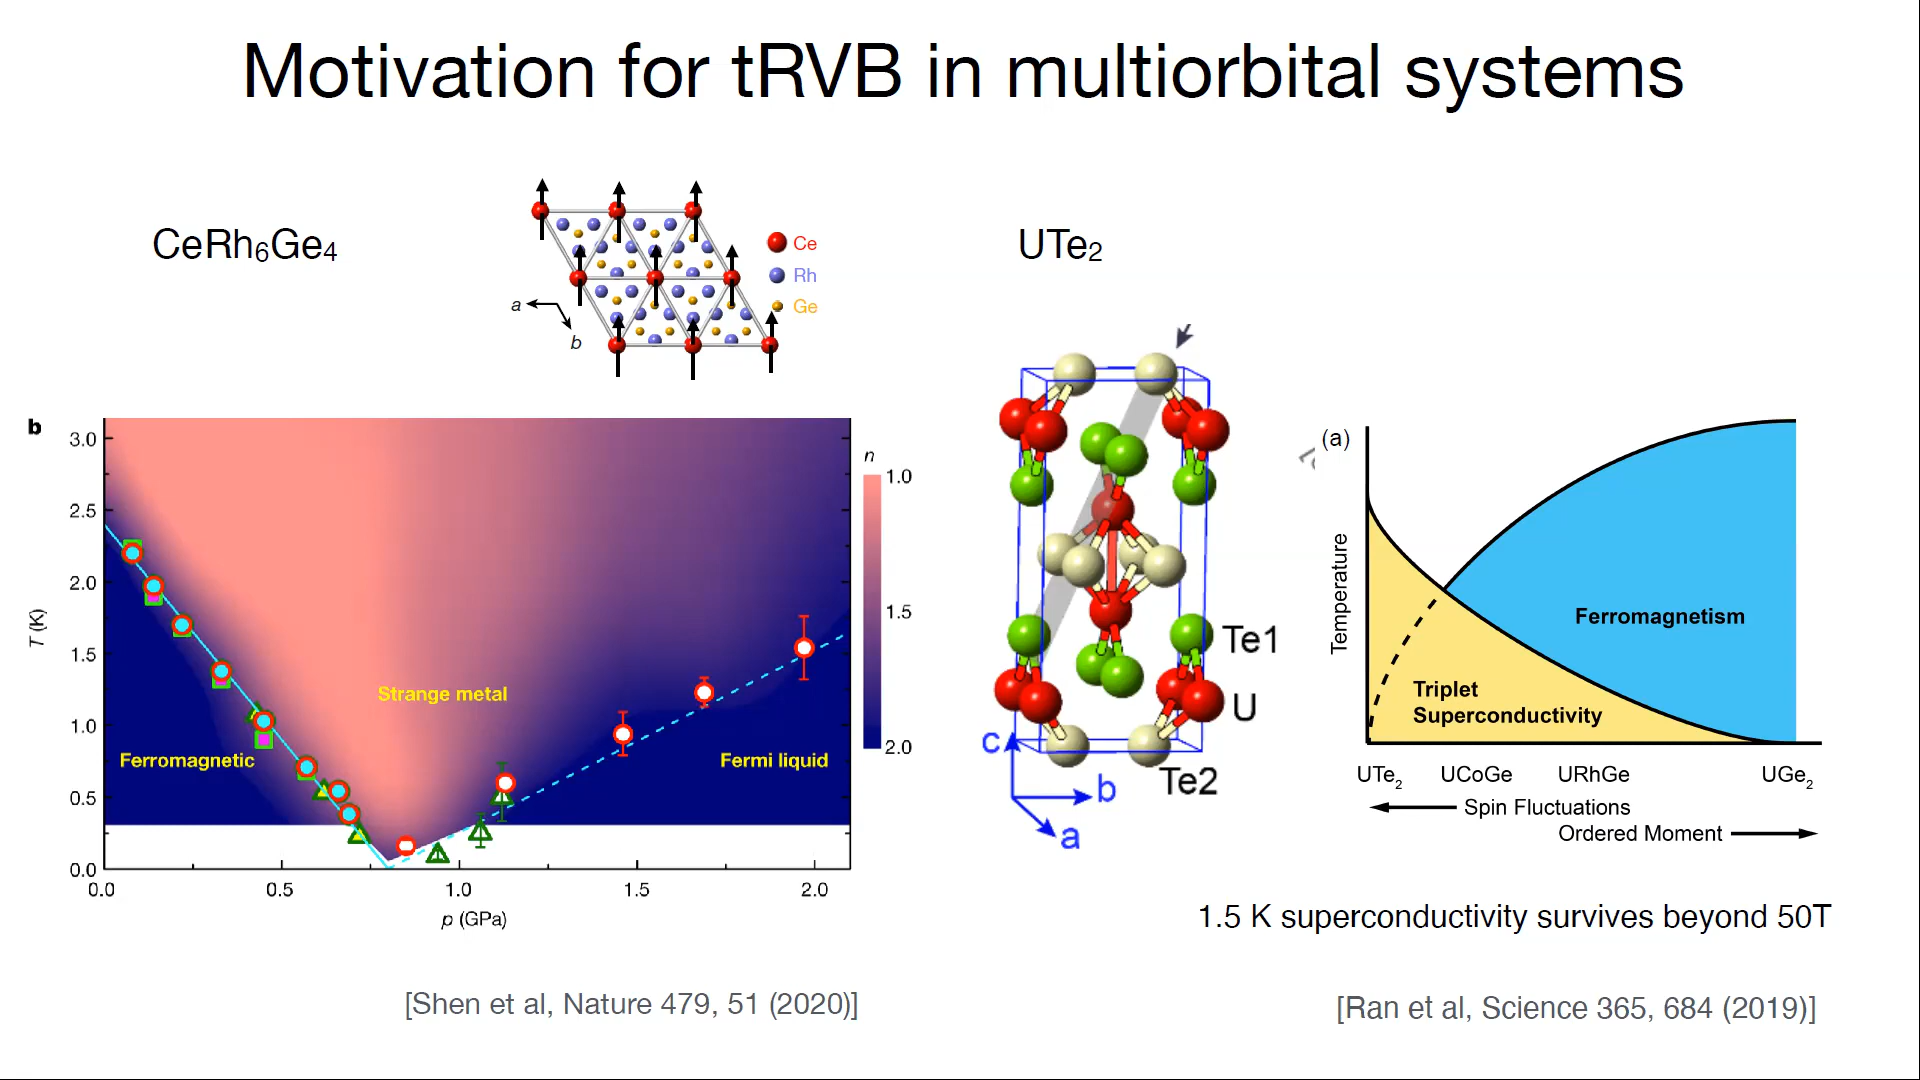 Motivation for tRVB in multiorbital systems
CeRh6Ge4
Ce
Rh
Ge
a
b
UTe2
b
3.0
2.5
2.0
1.5
1.0
0.5
0.0
T (K)
0.0
0.5
1.0
1.5
2.0
p (GPa)
Strange metal
Ferromagnetic
Fermi liquid
n
1.0
1.5
2.0
Te1
U
Te2
c
b
a
(a)
Temperature
Ferromagnetism
Triplet
Superconductivity
UTe2
UCoGe
URhGe
UGe2
Spin Fluctuations
Ordered Moment
1.5 K superconductivity survives beyond 50T
[Shen et al, Nature 479, 51 (2020)]
[Ran et al, Science 365, 684 (2019)]